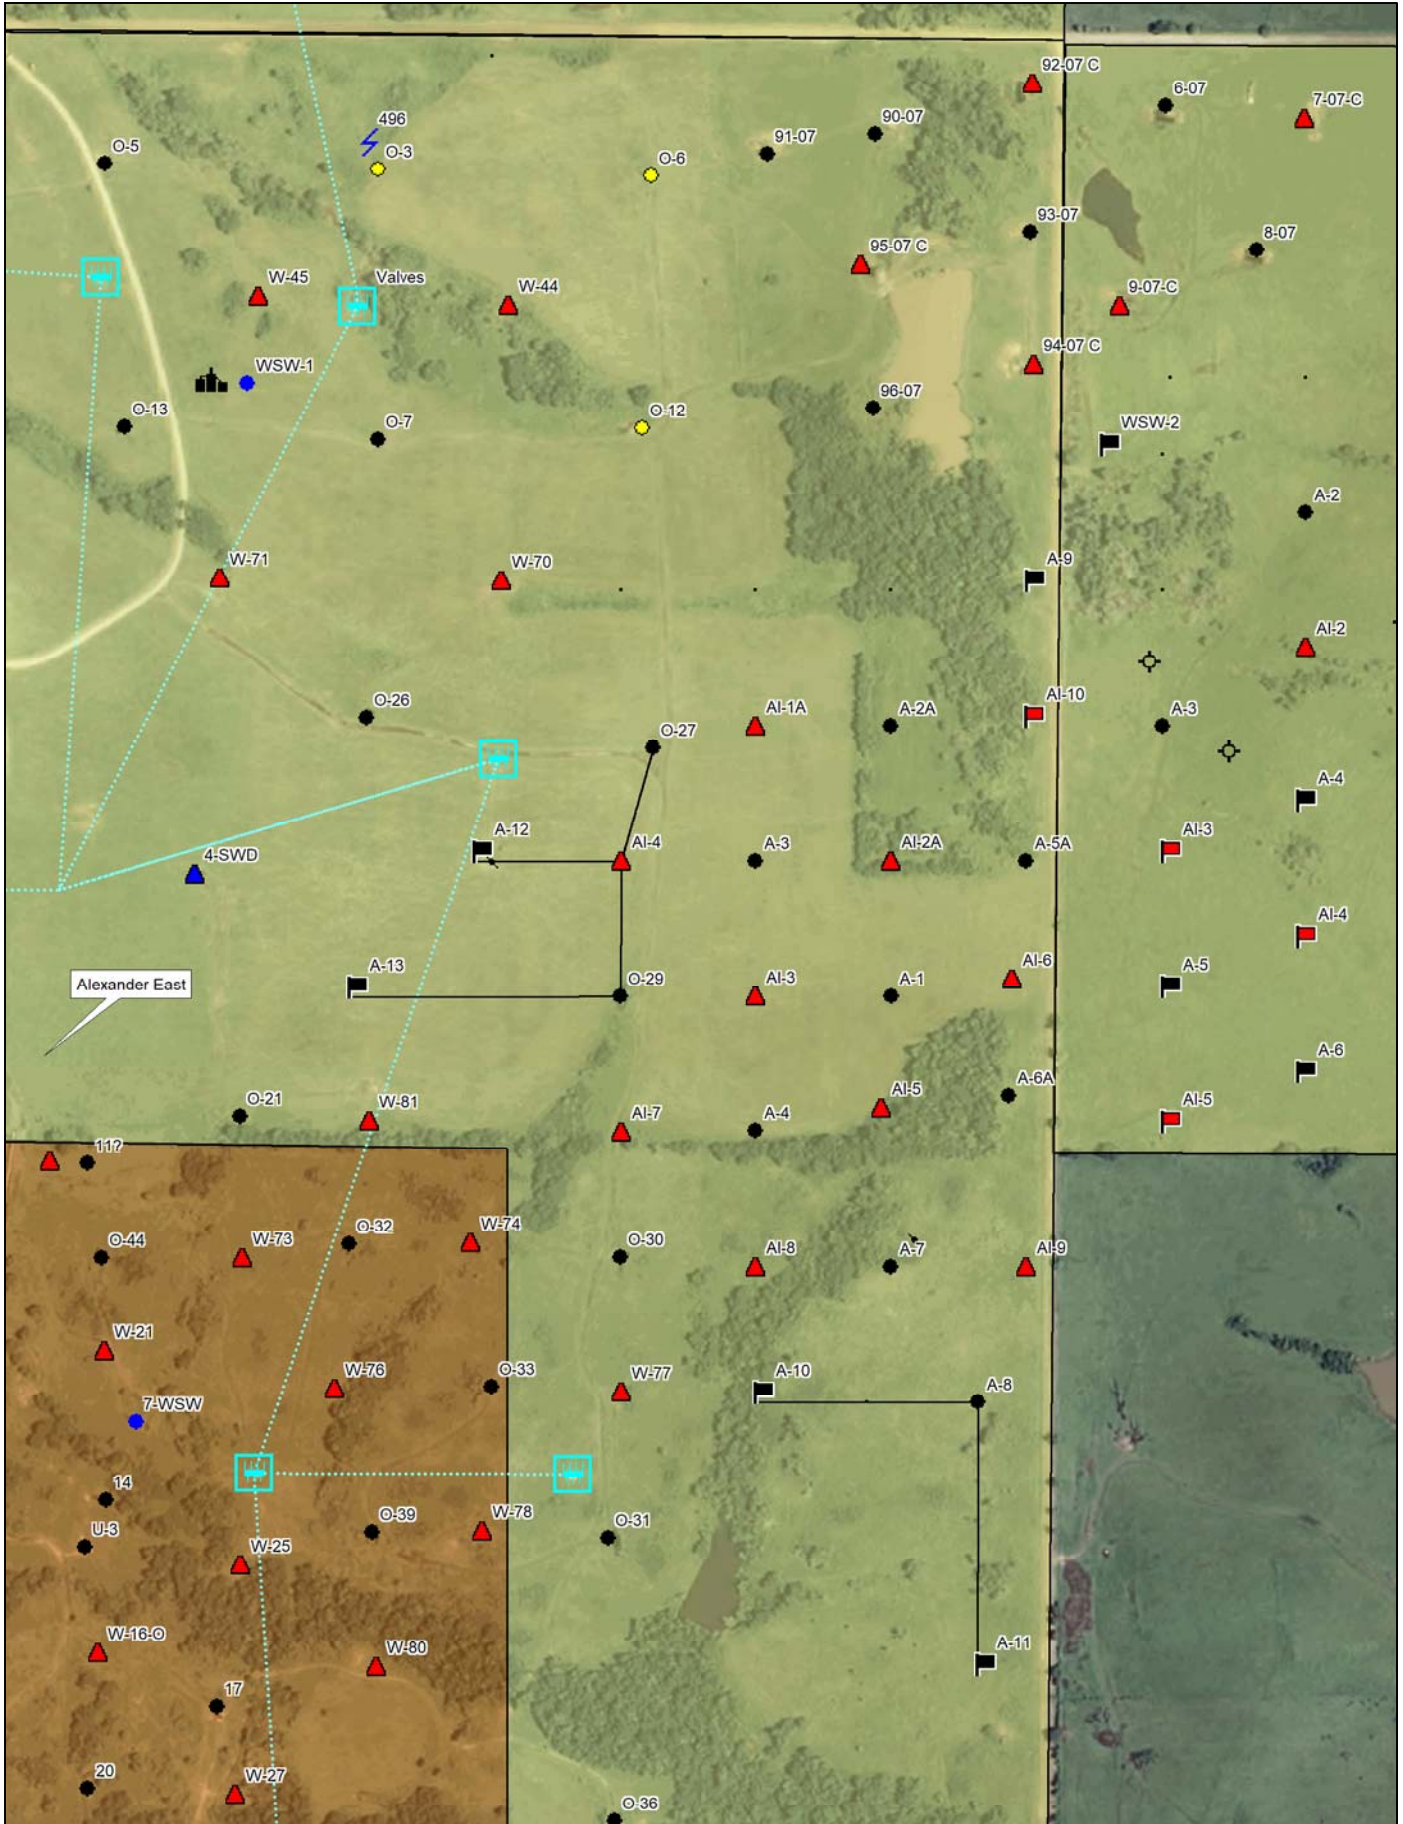 92-07 C
6-07
7-07-C
496
90-07
91-07
O-5
O-3
O-6
93-07
8-07
95-07 C
W-45
Valves
W-44
9-07-C
94-07 C
WSW-1
96-07
O-13
O-7
O-12
WSW-2
A-2
W-71
W-70
A-9
AI-2
O-26
AI-1A
A-2A
AI-10
A-3
O-27
A-4
A-12
AI-4
A-3
AI-2A
A-5A
AI-3
4-SWD
AI-4
A-13
Alexander East
O-29
AI-3
A-1
AI-6
A-5
A-6
O-21
W-81
AI-7
A-4
AI-5
A-6A
AI-5
11?
O-44
W-73
O-32
W-74
O-30
AI-8
A-7
AI-9
W-21
W-76
O-33
W-77
A-10
A-8
7-WSW
14
U-3
O-39
W-78
O-31
W-25
W-16-O
W-80
A-11
17
20
W-27
O-36